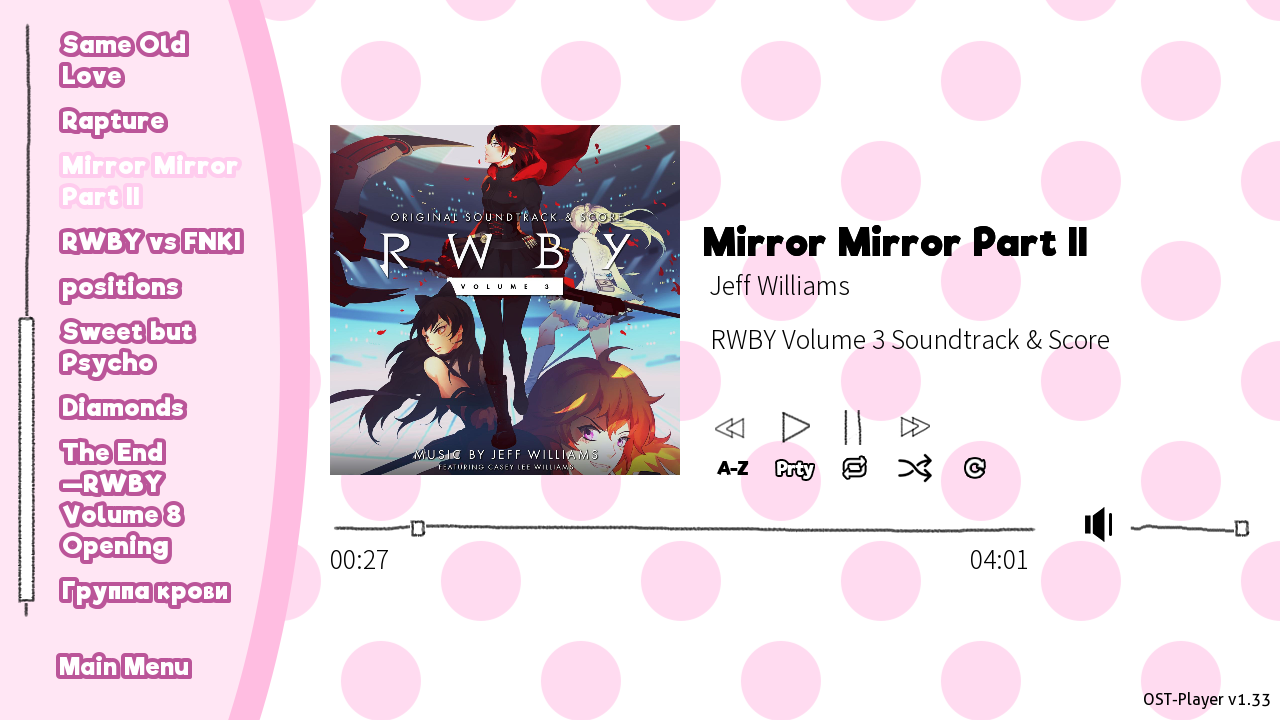 Same Old
Love
Rapture
Mirror Mirror
Part II
RWBY vs FNKI
positions
Sweet but
Psycho
Diamonds
The End
—RWBY
Volume 8
Opening
Группа крови
Main Menu
ORIGINAL SOUNDTRACK & SCORE
RWBY
VOLUME 3
MUSIC BY JEFF WILLIAMS
FEATURING CASEY LEE WILLIAMS
Mirror Mirror Part II
Jeff Williams
RWBY Volume 3 Soundtrack & Score
A-Z Prty
00:27 04:01
OST-Player v1.33